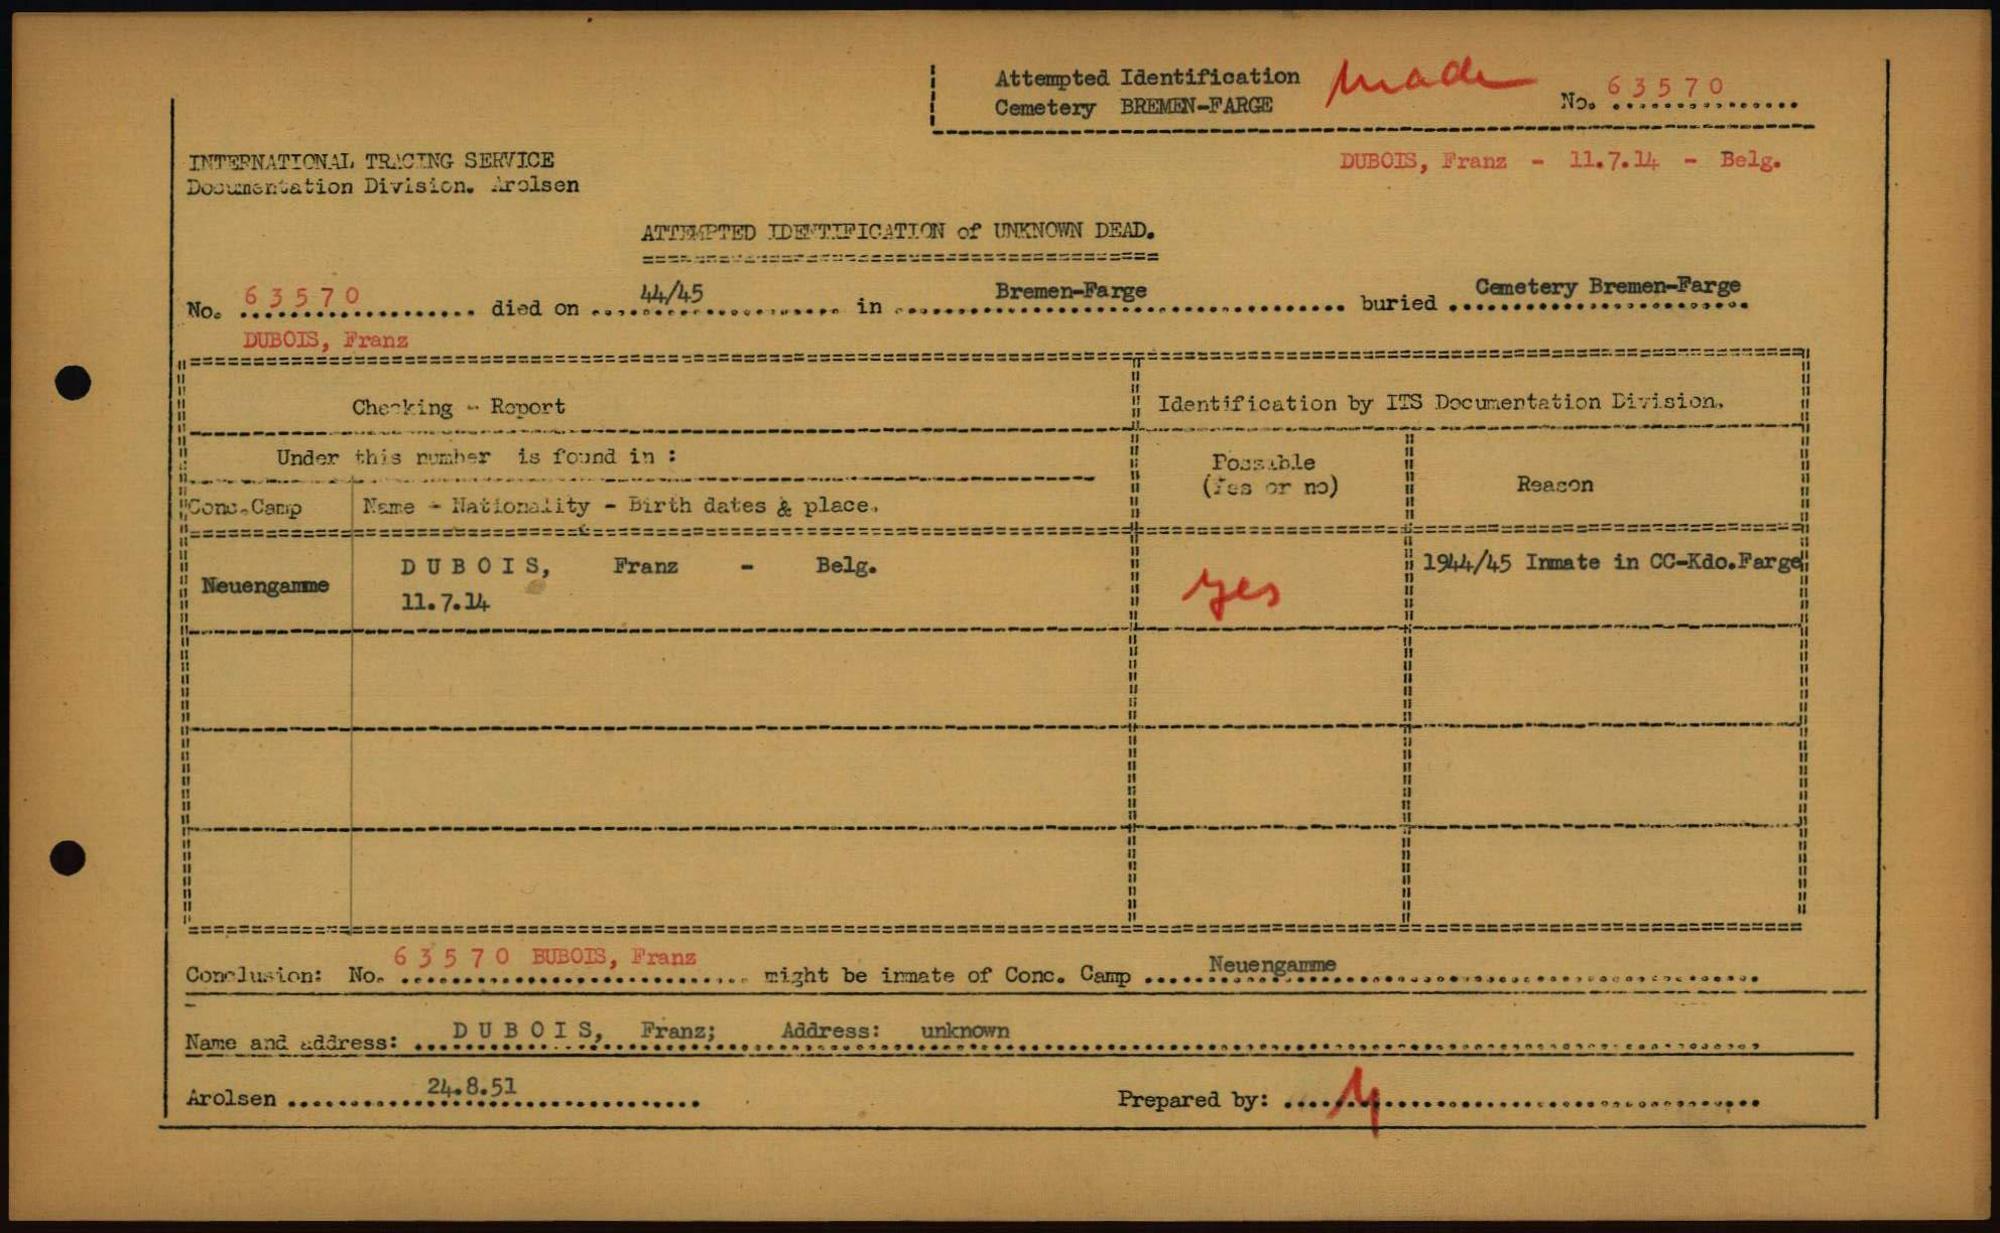 Attempted Identification made No. 63570
Cemetery BREMEN-FARGE
INTERNATIONAL TRACING SERVICE
Documentation Division. Arolsen
DUBOIS, Franz - 11.7.14 - Belg.
ATTEMPTED IDENTIFICATION of UNKNOWN DEAD.
No. 63570 died on 44/45 in Bremen-Farge buried Cemetery Bremen-Farge
DUBOIS, Franz
Checking - Report
Identification by ITS Documentation Division.
Under this number is found in :
Possible
(Yes or no)
Reason
Conc.Camp
Name - Nationality - Birth dates & place.
Neuengamme
D U B O I S, Franz - Belg.
11.7.14
yes
1944/45 Inmate in CC-Kdo.Farge
Conclusion: No. 63570 BUBOIS, Franz might be inmate of Conc. Camp Neuengamme
Name and address: D U B O I S, Franz; Address: unknown
Arolsen 24.8.51
Prepared by: